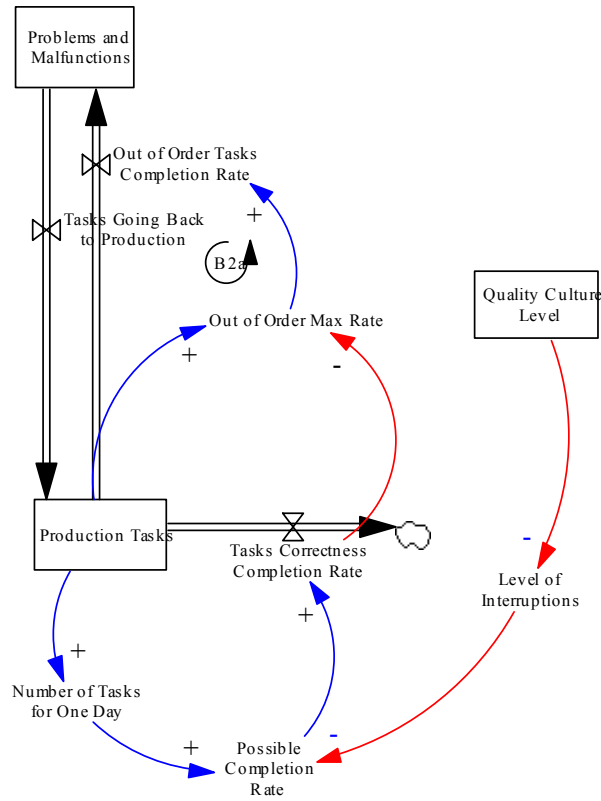 Problems and
Malfunctions
Out of Order Tasks
Completion Rate
+
Tasks Going Back
to Production
B2a
Quality Culture
Level
Out of Order Max Rate
+
-
Production Tasks
Tasks Correctness
Completion Rate
-
Level of
Interruptions
+
+
Number of Tasks
for One Day
-
+
Possible
Completion
Rate